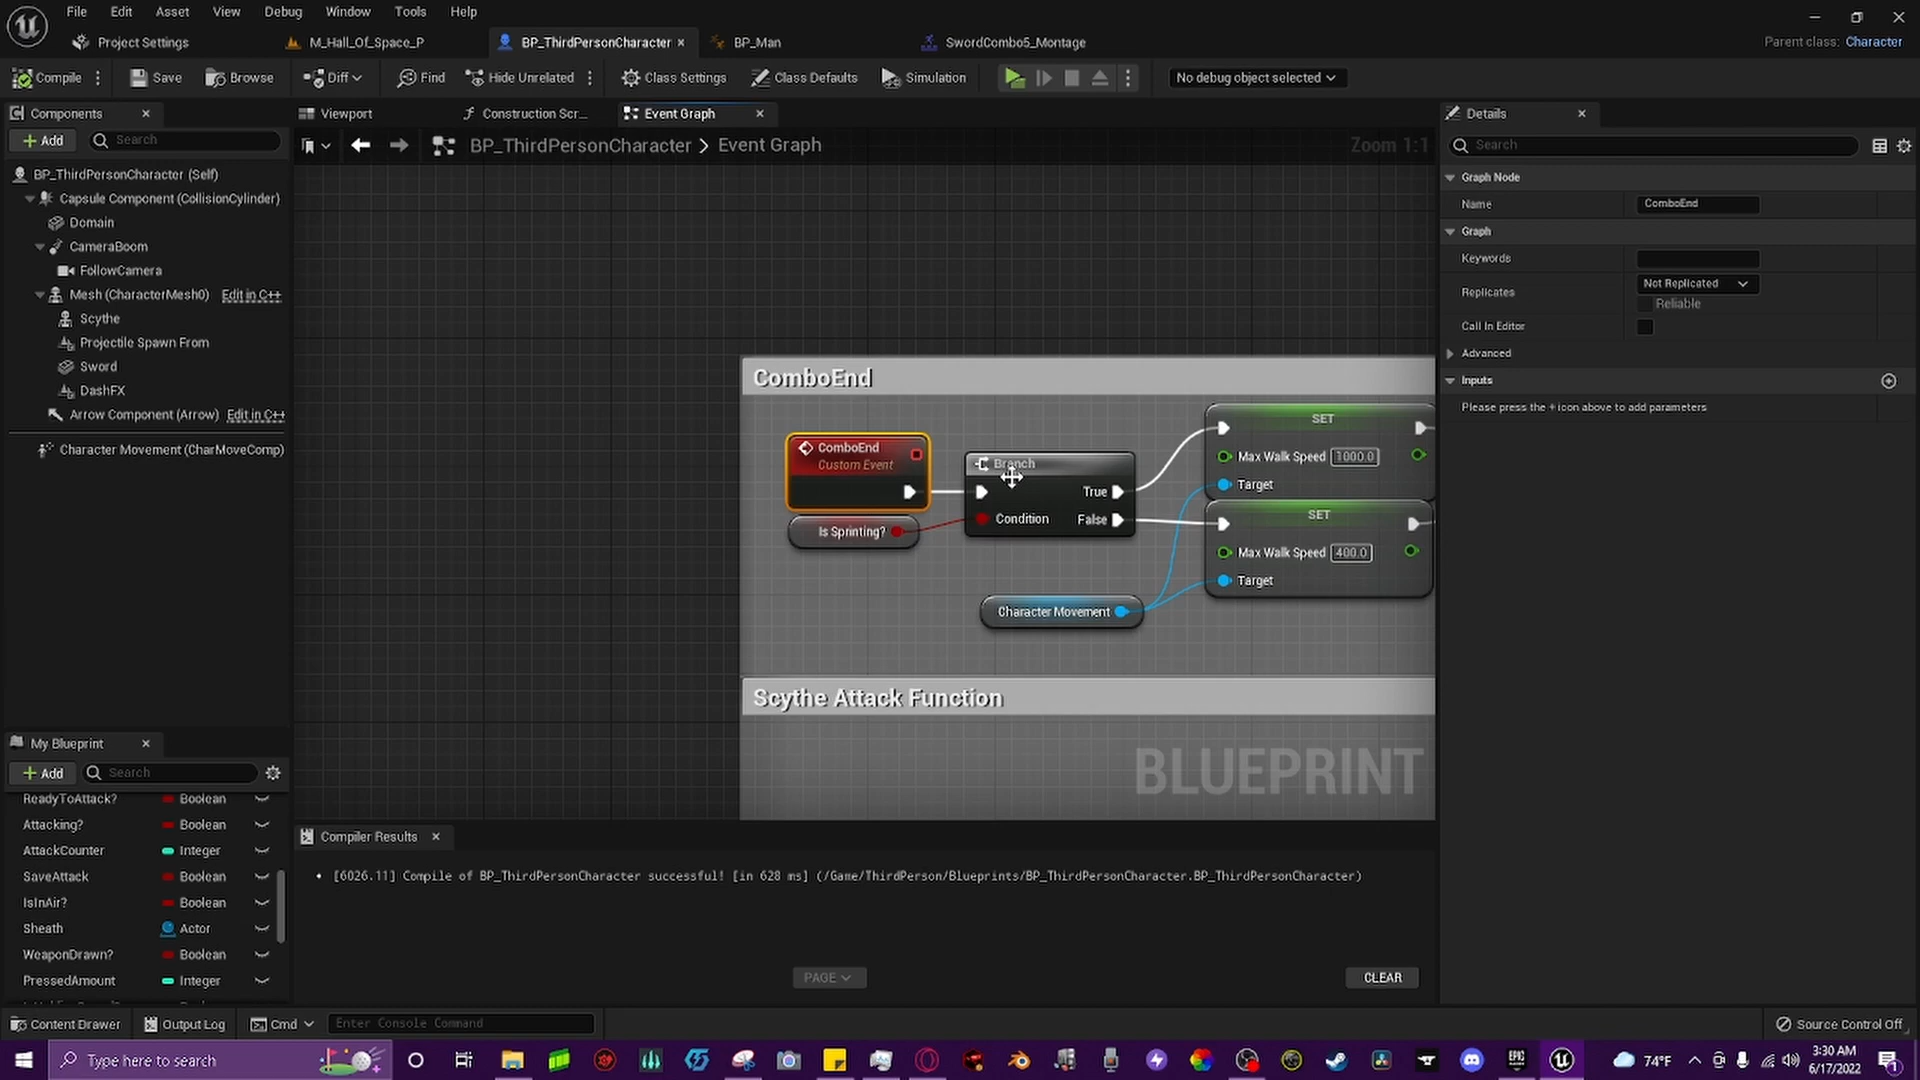 File Edit View Asset Debug Window Tools Help
Project Settings M_Hall_Of_Space_P BP_ThirdPersonCharacter BP_Man SwordCombo5_Montage Parent class: Character
Compile Save Browse Diff Find Hide Unrelated Class Settings Class Defaults Simulation No debug object selected
Components
Add Search
BP_ThirdPersonCharacter (Self)
Capsule Component (CollisionCylinder)
Domain
CameraBoom
FollowCamera
Mesh (CharacterMesh0) Edit in C++
Scythe
Projectile Spawn From
Sword
DashFX
Arrow Component (Arrow) Edit in C++
Character Movement (CharMoveComp)
My Blueprint
Add Search
ReadyToAttack? Boolean
Attacking? Boolean
AttackCounter Integer
SaveAttack Boolean
IsInAir? Boolean
Sheath Actor
WeaponDrawn? Boolean
PressedAmount Integer
Viewport Construction Scr... Event Graph
BP_ThirdPersonCharacter > Event Graph Zoom 1:1
ComboEnd
ComboEnd
Custom Event
Is Sprinting?
Branch
True
Condition False
Character Movement
SET
Max Walk Speed 1000.0
Target
SET
Max Walk Speed 400.0
Target
Scythe Attack Function
BLUEPRINT
Compiler Results
[6026.11] Compile of BP_ThirdPersonCharacter successful! [in 628 ms] (/Game/ThirdPerson/Blueprints/BP_ThirdPersonCharacter.BP_ThirdPersonCharacter)
PAGE CLEAR
Details
Search
Graph Node
Name ComboEnd
Graph
Keywords
Replicates Not Replicated
Reliable
Call In Editor
Advanced
Inputs
Please press the + icon above to add parameters
Content Drawer Output Log Cmd Enter Console Command Source Control Off
Type here to search 74°F 3:30 AM
6/17/2022